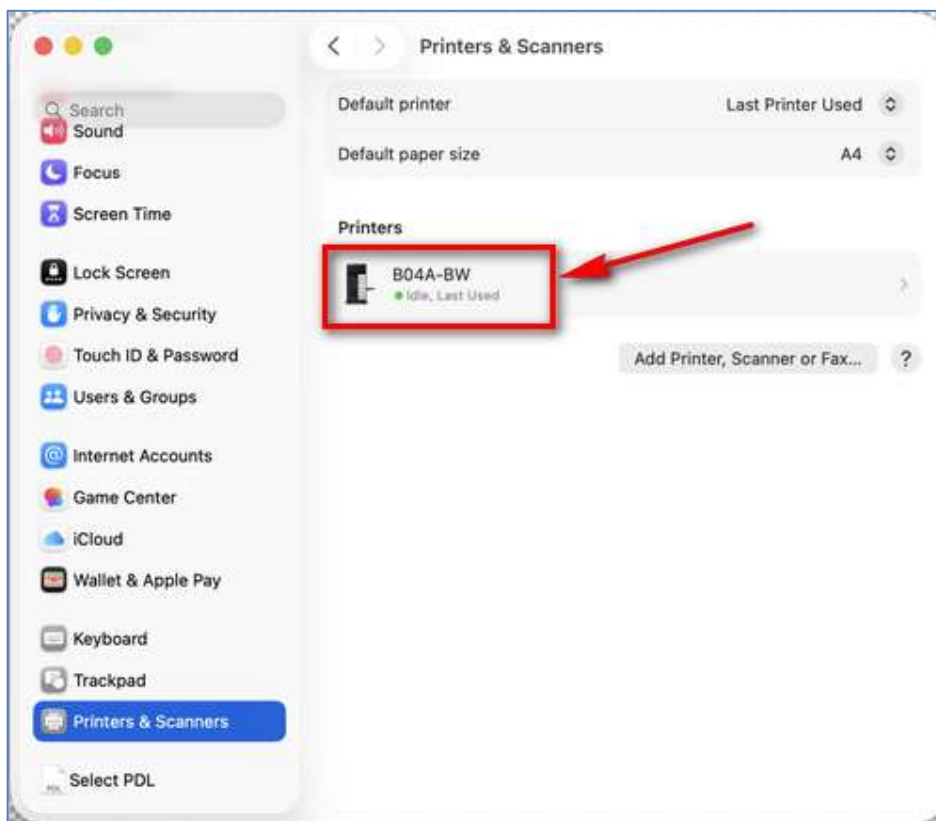 Printers & Scanners
Search
Sound
Focus
Screen Time
Lock Screen
Privacy & Security
Touch ID & Password
Users & Groups
Internet Accounts
Game Center
iCloud
Wallet & Apple Pay
Keyboard
Trackpad
Printers & Scanners
Select PDL
Default printer Last Printer Used
Default paper size A4
Printers
B04A-BW
Idle, Last Used
Add Printer, Scanner or Fax... ?